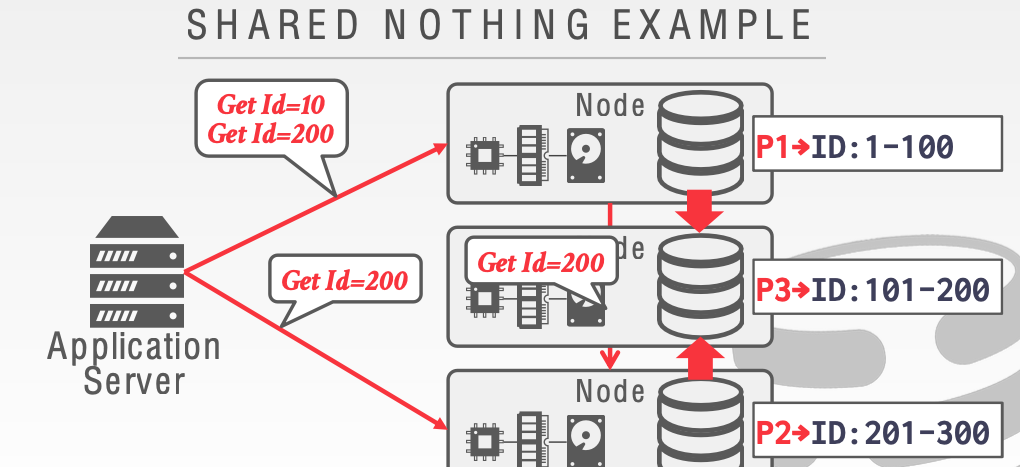 SHARED NOTHING EXAMPLE
Get Id=10
Get Id=200
Node
P1→ID:1-100
Get Id=200
de
P3→ID:101-200
Get Id=200
Application
Server
Node
P2→ID:201-300